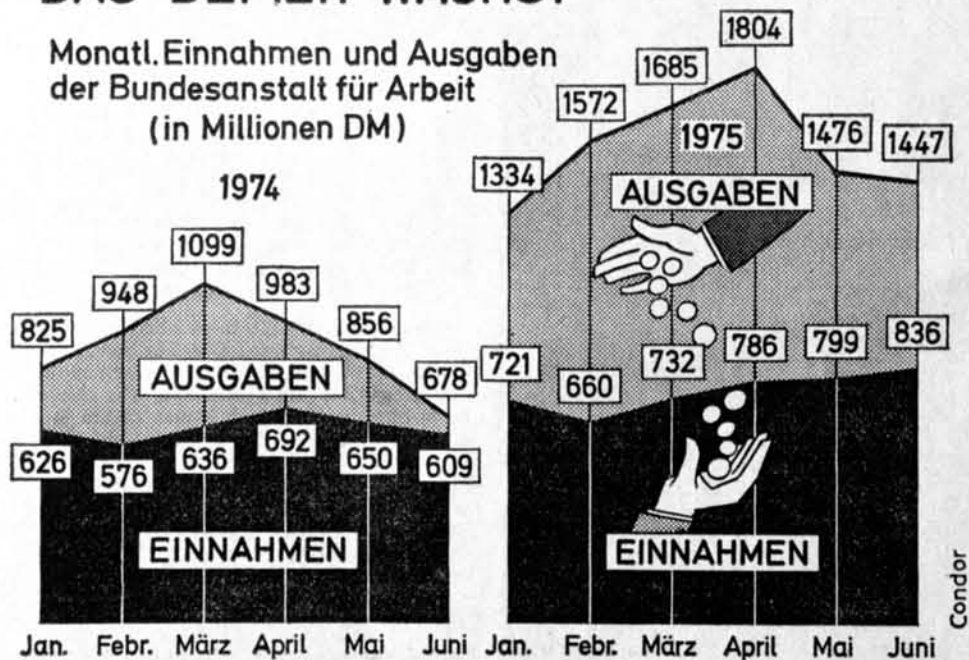 Monatl. Einnahmen und Ausgaben
der Bundesanstalt für Arbeit
(in Millionen DM)
1974
825
948
1099
983
856
678
AUSGABEN
626
576
636
692
650
609
EINNAHMEN
Jan. Febr. März April Mai Juni
1975
1334
1572
1685
1804
1476
1447
AUSGABEN
721
660
732
786
799
836
EINNAHMEN
Jan. Febr. März April Mai Juni
Condor